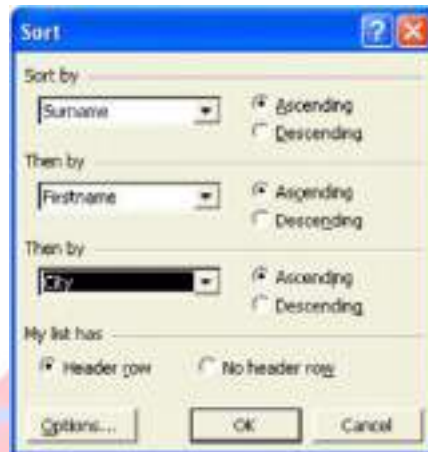 Sort
Sort by
Surname
Ascending
Descending
Then by
Firstname
Ascending
Descending
Then by
City
Ascending
Descending
My list has
Header row
No header row
Options...
OK
Cancel